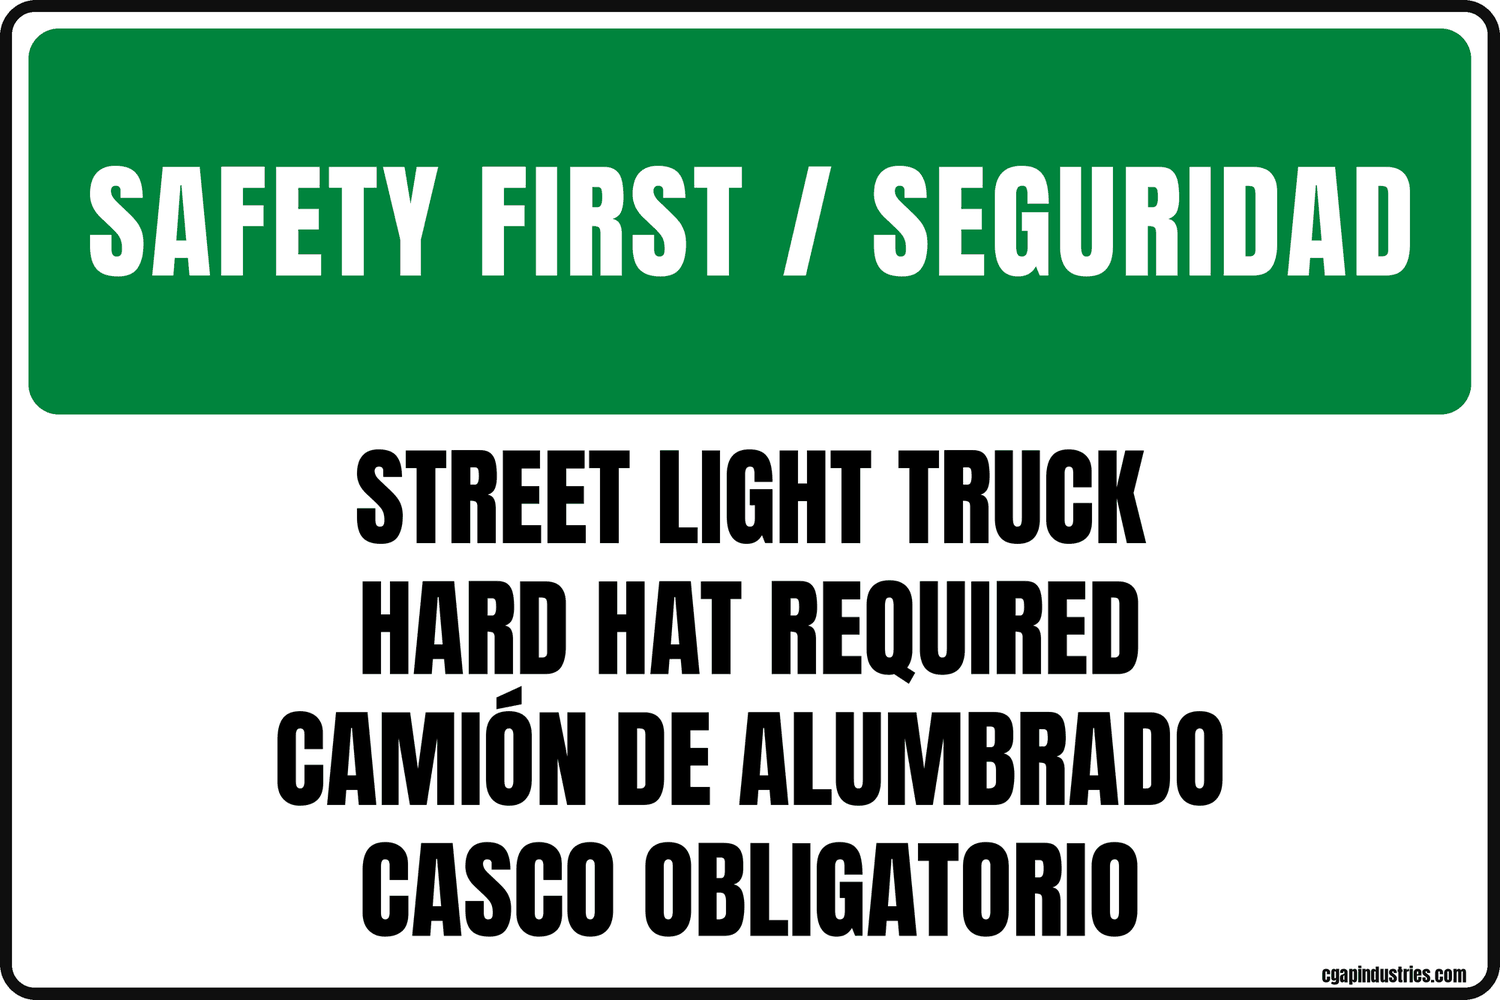 SAFETY FIRST / SEGURIDAD
STREET LIGHT TRUCK
HARD HAT REQUIRED
CAMIÓN DE ALUMBRADO
CASCO OBLIGATORIO
cgapindustries.com